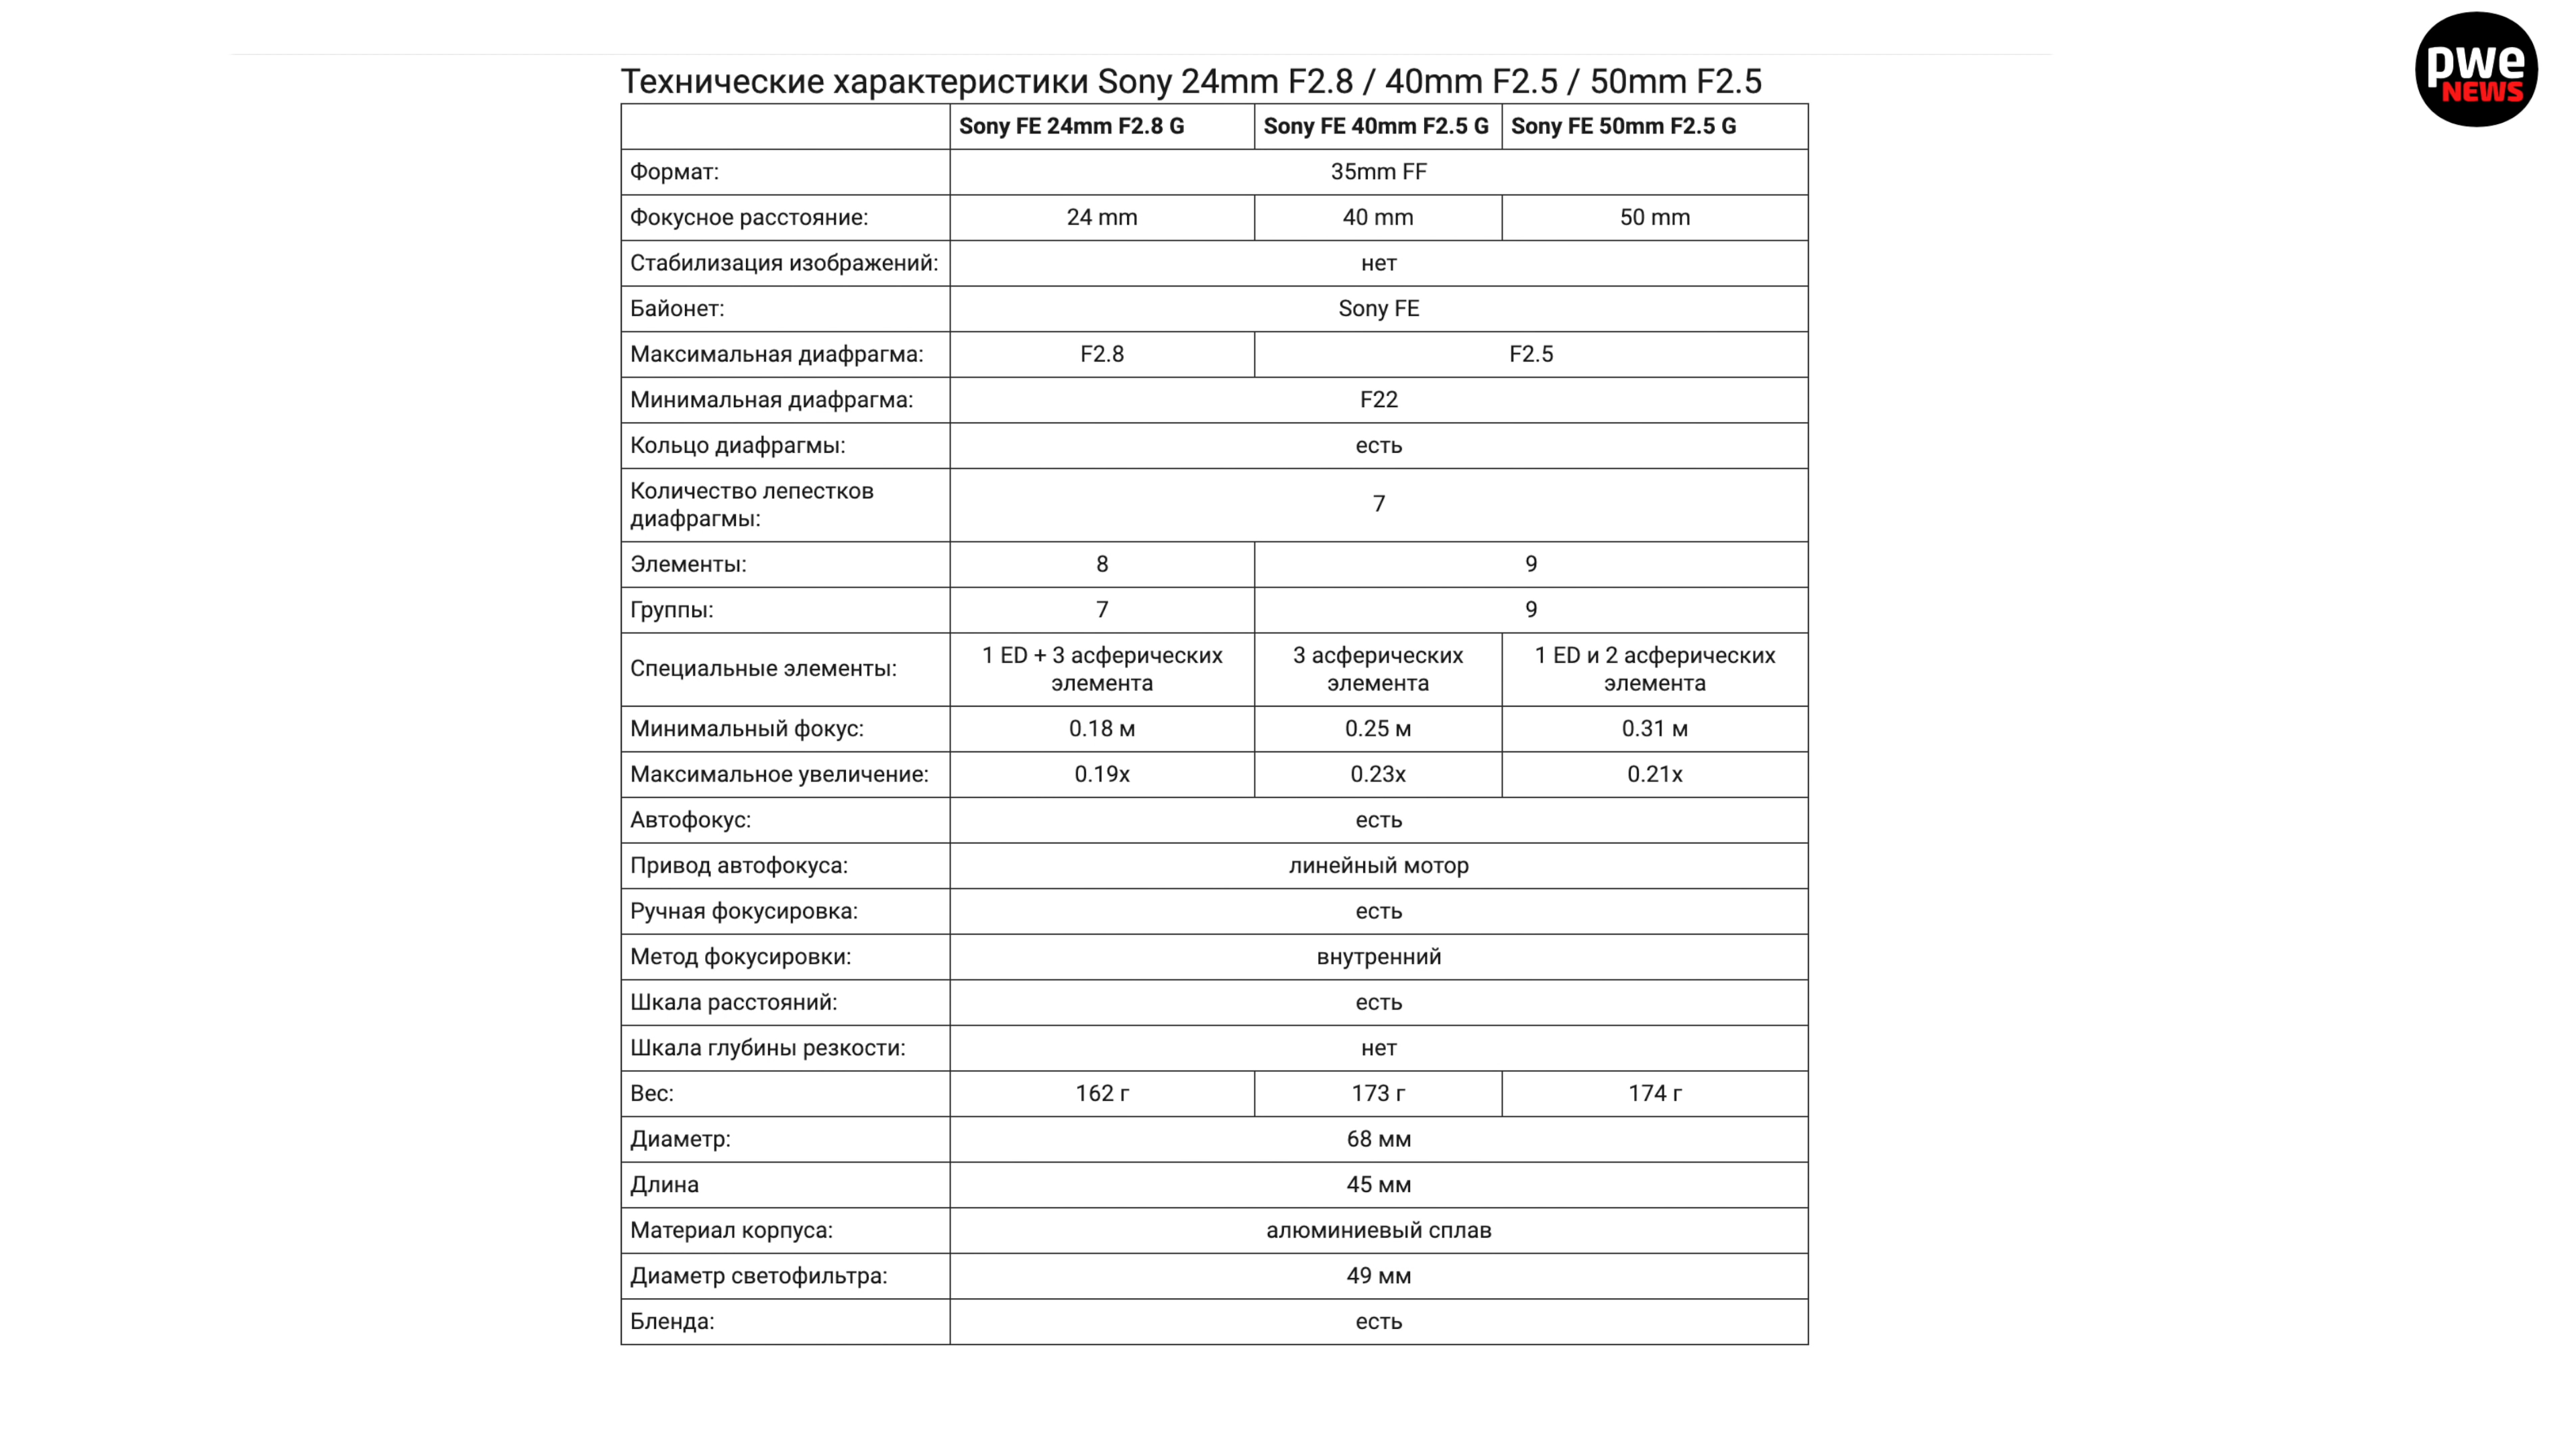 pwe
NEWS
Технические характеристики Sony 24mm F2.8 / 40mm F2.5 / 50mm F2.5
Sony FE 24mm F2.8 G Sony FE 40mm F2.5 G Sony FE 50mm F2.5 G
Формат: 35mm FF
Фокусное расстояние: 24 mm 40 mm 50 mm
Стабилизация изображений: нет
Байонет: Sony FE
Максимальная диафрагма: F2.8 F2.5
Минимальная диафрагма: F22
Кольцо диафрагмы: есть
Количество лепестков
диафрагмы: 7
Элементы: 8 9
Группы: 7 9
Специальные элементы: 1 ED + 3 асферических
элемента 3 асферических
элемента 1 ED и 2 асферических
элемента
Минимальный фокус: 0.18 м 0.25 м 0.31 м
Максимальное увеличение: 0.19x 0.23x 0.21x
Автофокус: есть
Привод автофокуса: линейный мотор
Ручная фокусировка: есть
Метод фокусировки: внутренний
Шкала расстояний: есть
Шкала глубины резкости: нет
Вес: 162 г 173 г 174 г
Диаметр: 68 мм
Длина 45 мм
Материал корпуса: алюминиевый сплав
Диаметр светофильтра: 49 мм
Бленда: есть